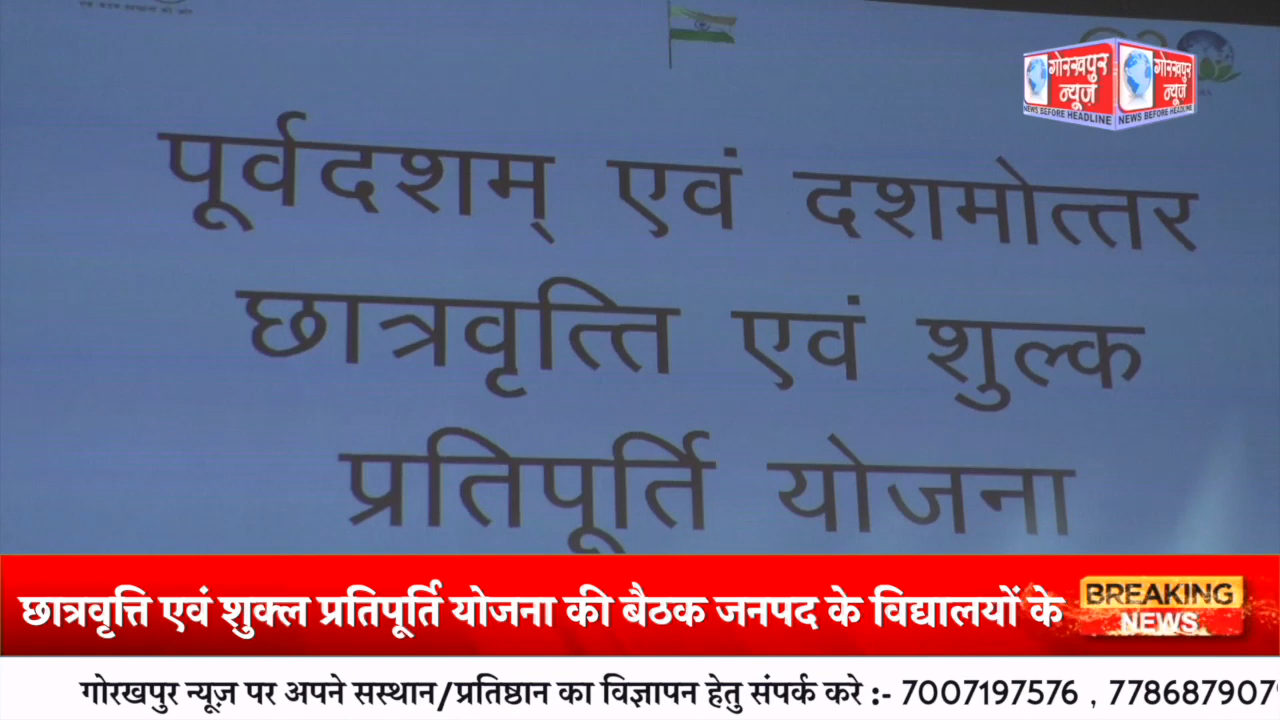 गोरखपुर न्यूज़
NEWS BEFORE HEADLINE
गोरखपुर न्यूज़
NEWS BEFORE HEADLINE
पूर्वदशम् एवं दशमोत्तर
छात्रवृत्ति एवं शुल्क
प्रतिपूर्ति योजना
छात्रवृत्ति एवं शुक्ल प्रतिपूर्ति योजना की बैठक जनपद के विद्यालयों के
BREAKING
NEWS
गोरखपुर न्यूज़ पर अपने सस्थान/प्रतिष्ठान का विज्ञापन हेतु संपर्क करे :- 7007197576 , 778687907